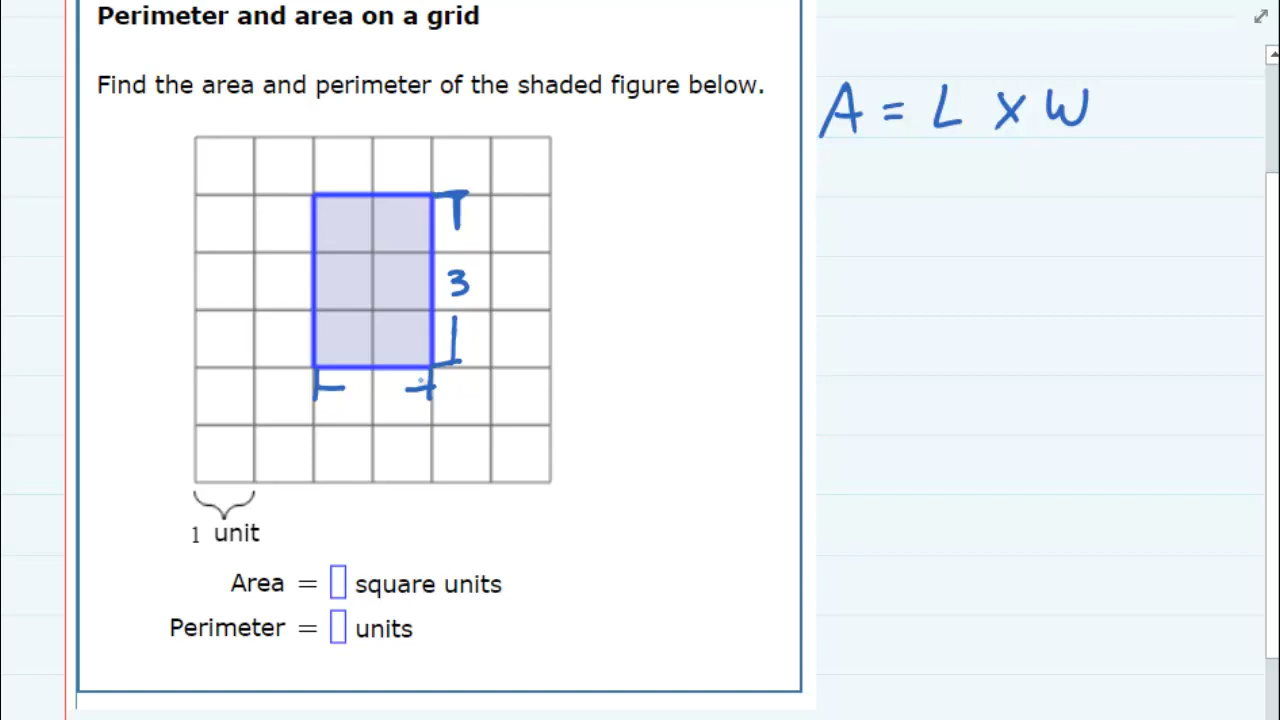 Perimeter and area on a grid
Find the area and perimeter of the shaded figure below.
A = L x W
3
1 unit
Area = square units
Perimeter = units